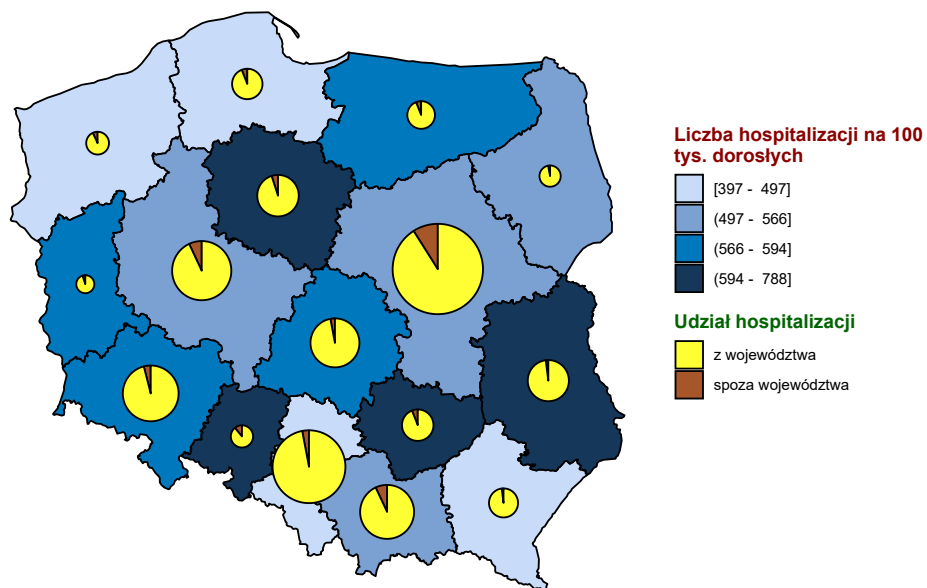 Liczba hospitalizacji na 100
tys. dorosłych
[397 - 497]
(497 - 566]
(566 - 594]
(594 - 788]
Udział hospitalizacji
z województwa
spoza województwa